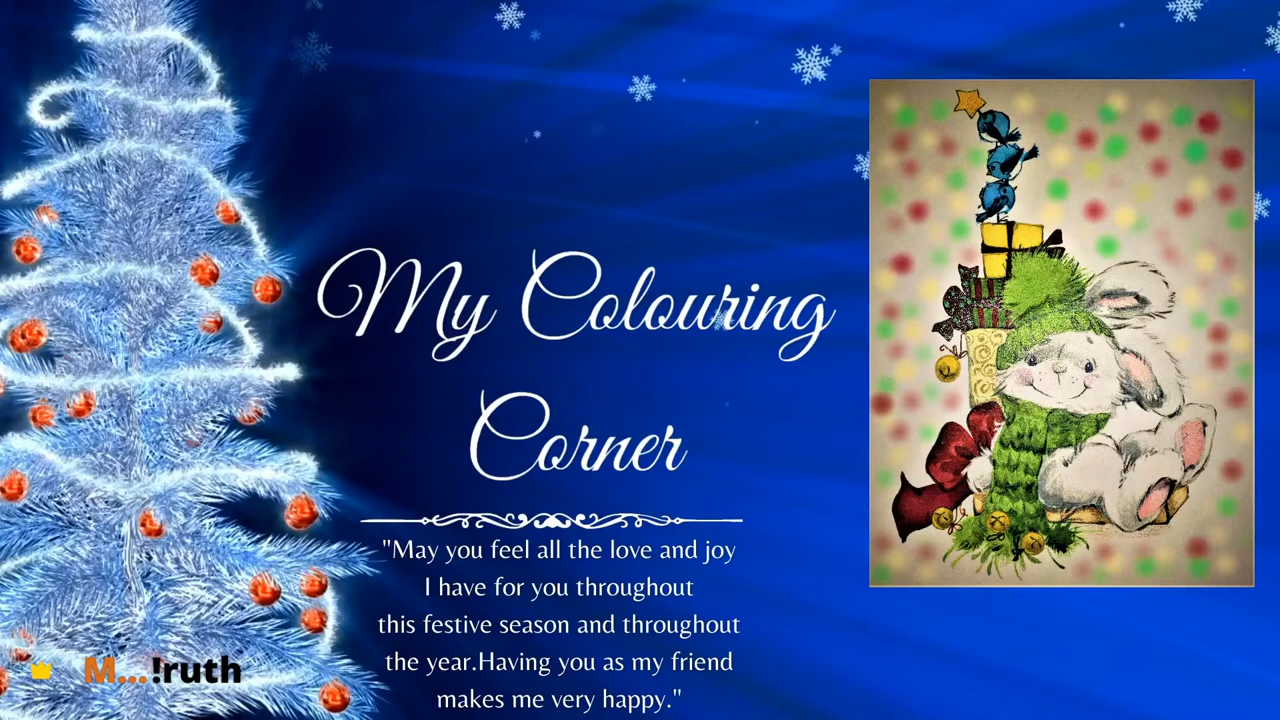 My Colouring
Corner
"May you feel all the love and joy
I have for you throughout
this festive season and throughout
the year.Having you as my friend
makes me very happy."
M...!ruth